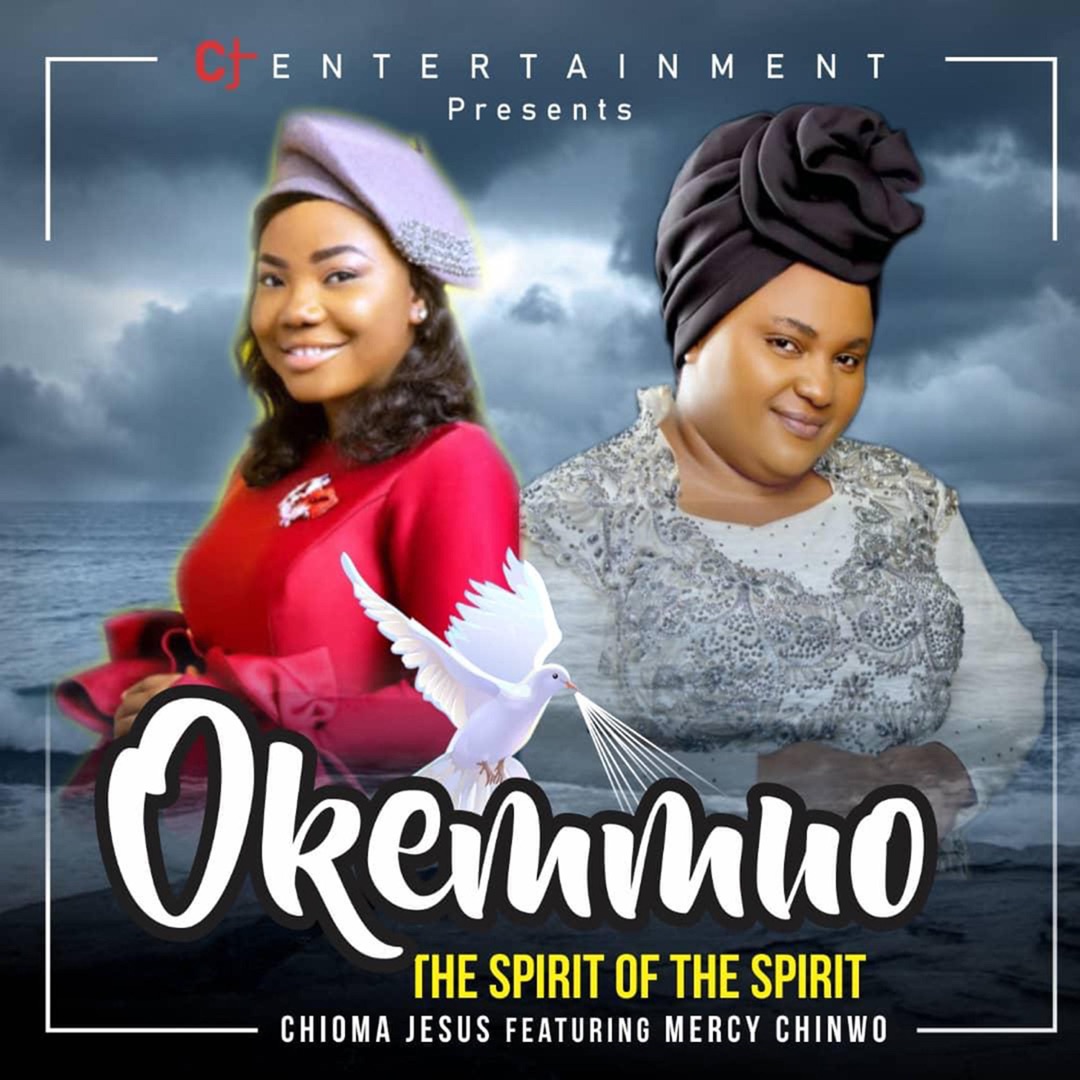 CJ ENTERTAINMENT
Presents
Okemmuo
THE SPIRIT OF THE SPIRIT
CHIOMA JESUS FEATURING MERCY CHINWO